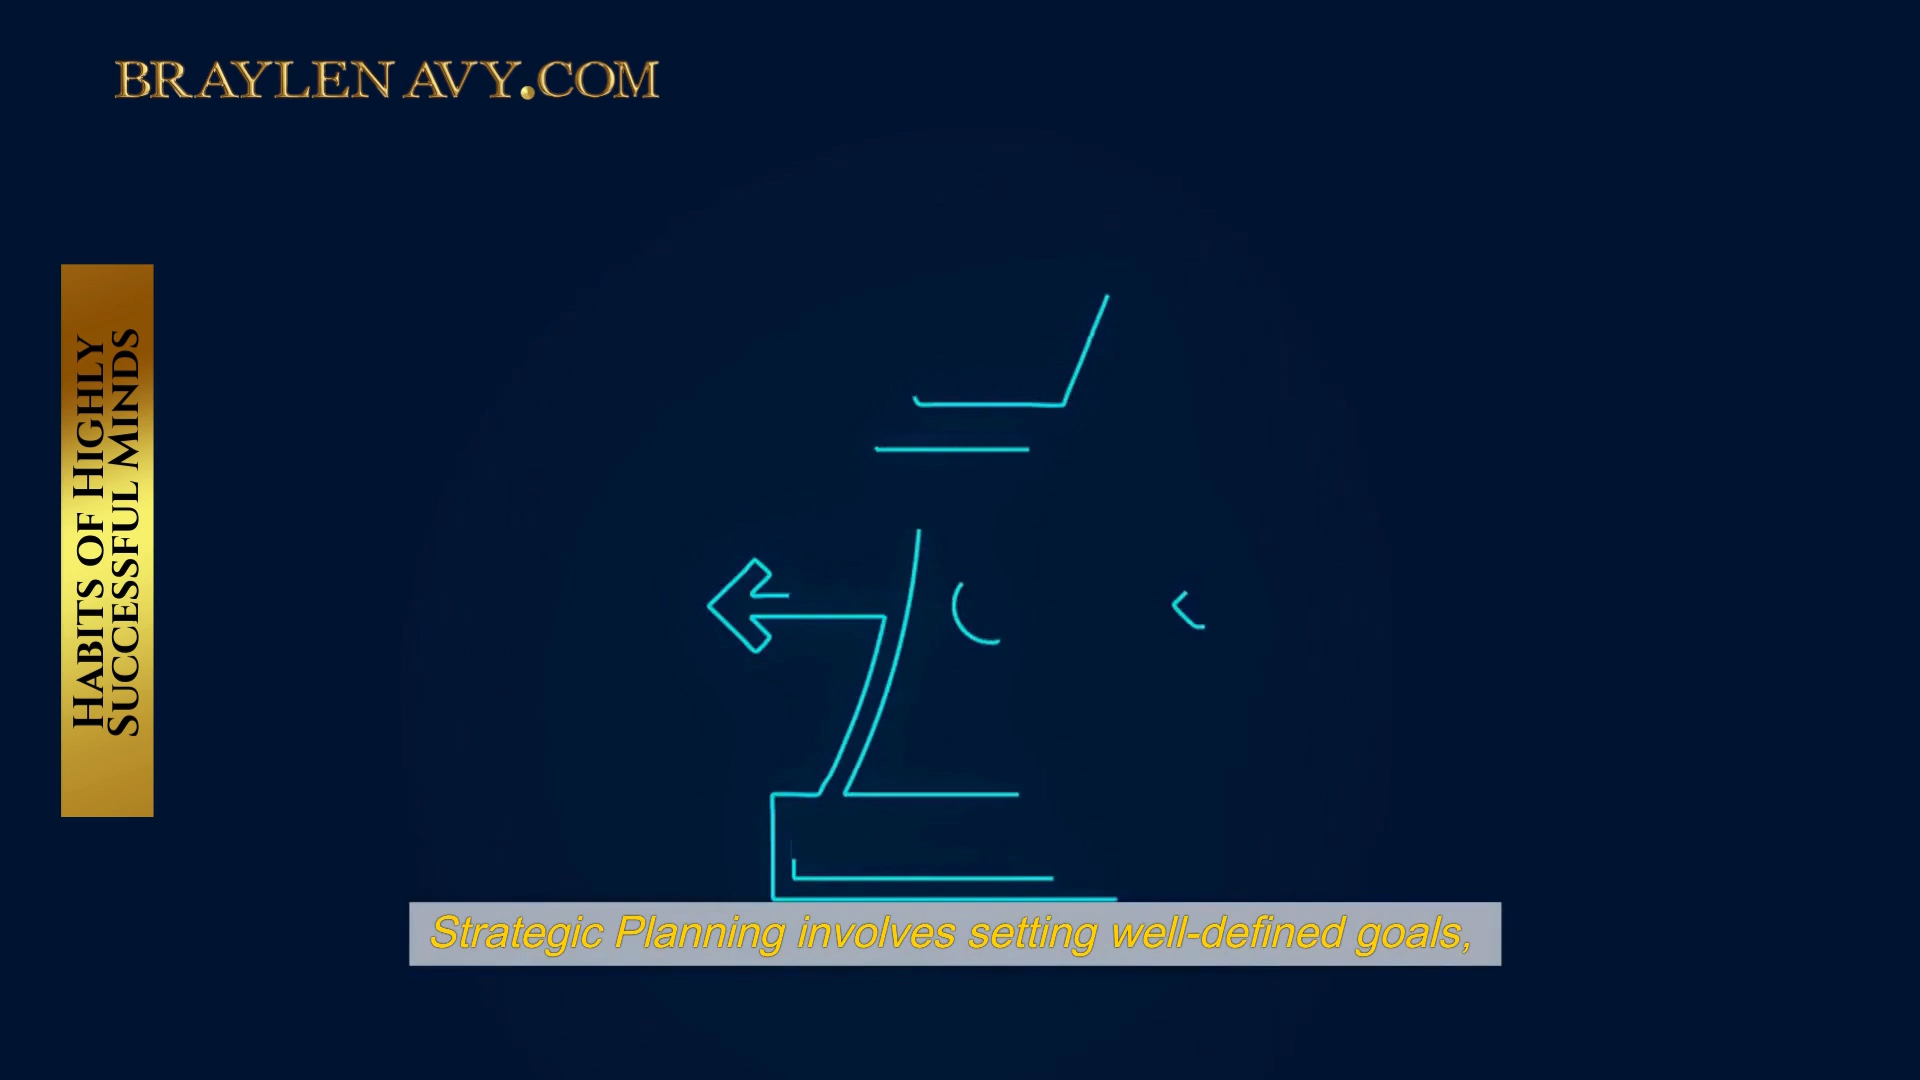 BRAYLEN AVY.COM
HABITS OF HIGHLY
SUCCESSFUL MINDS
Strategic Planning involves setting well-defined goals,